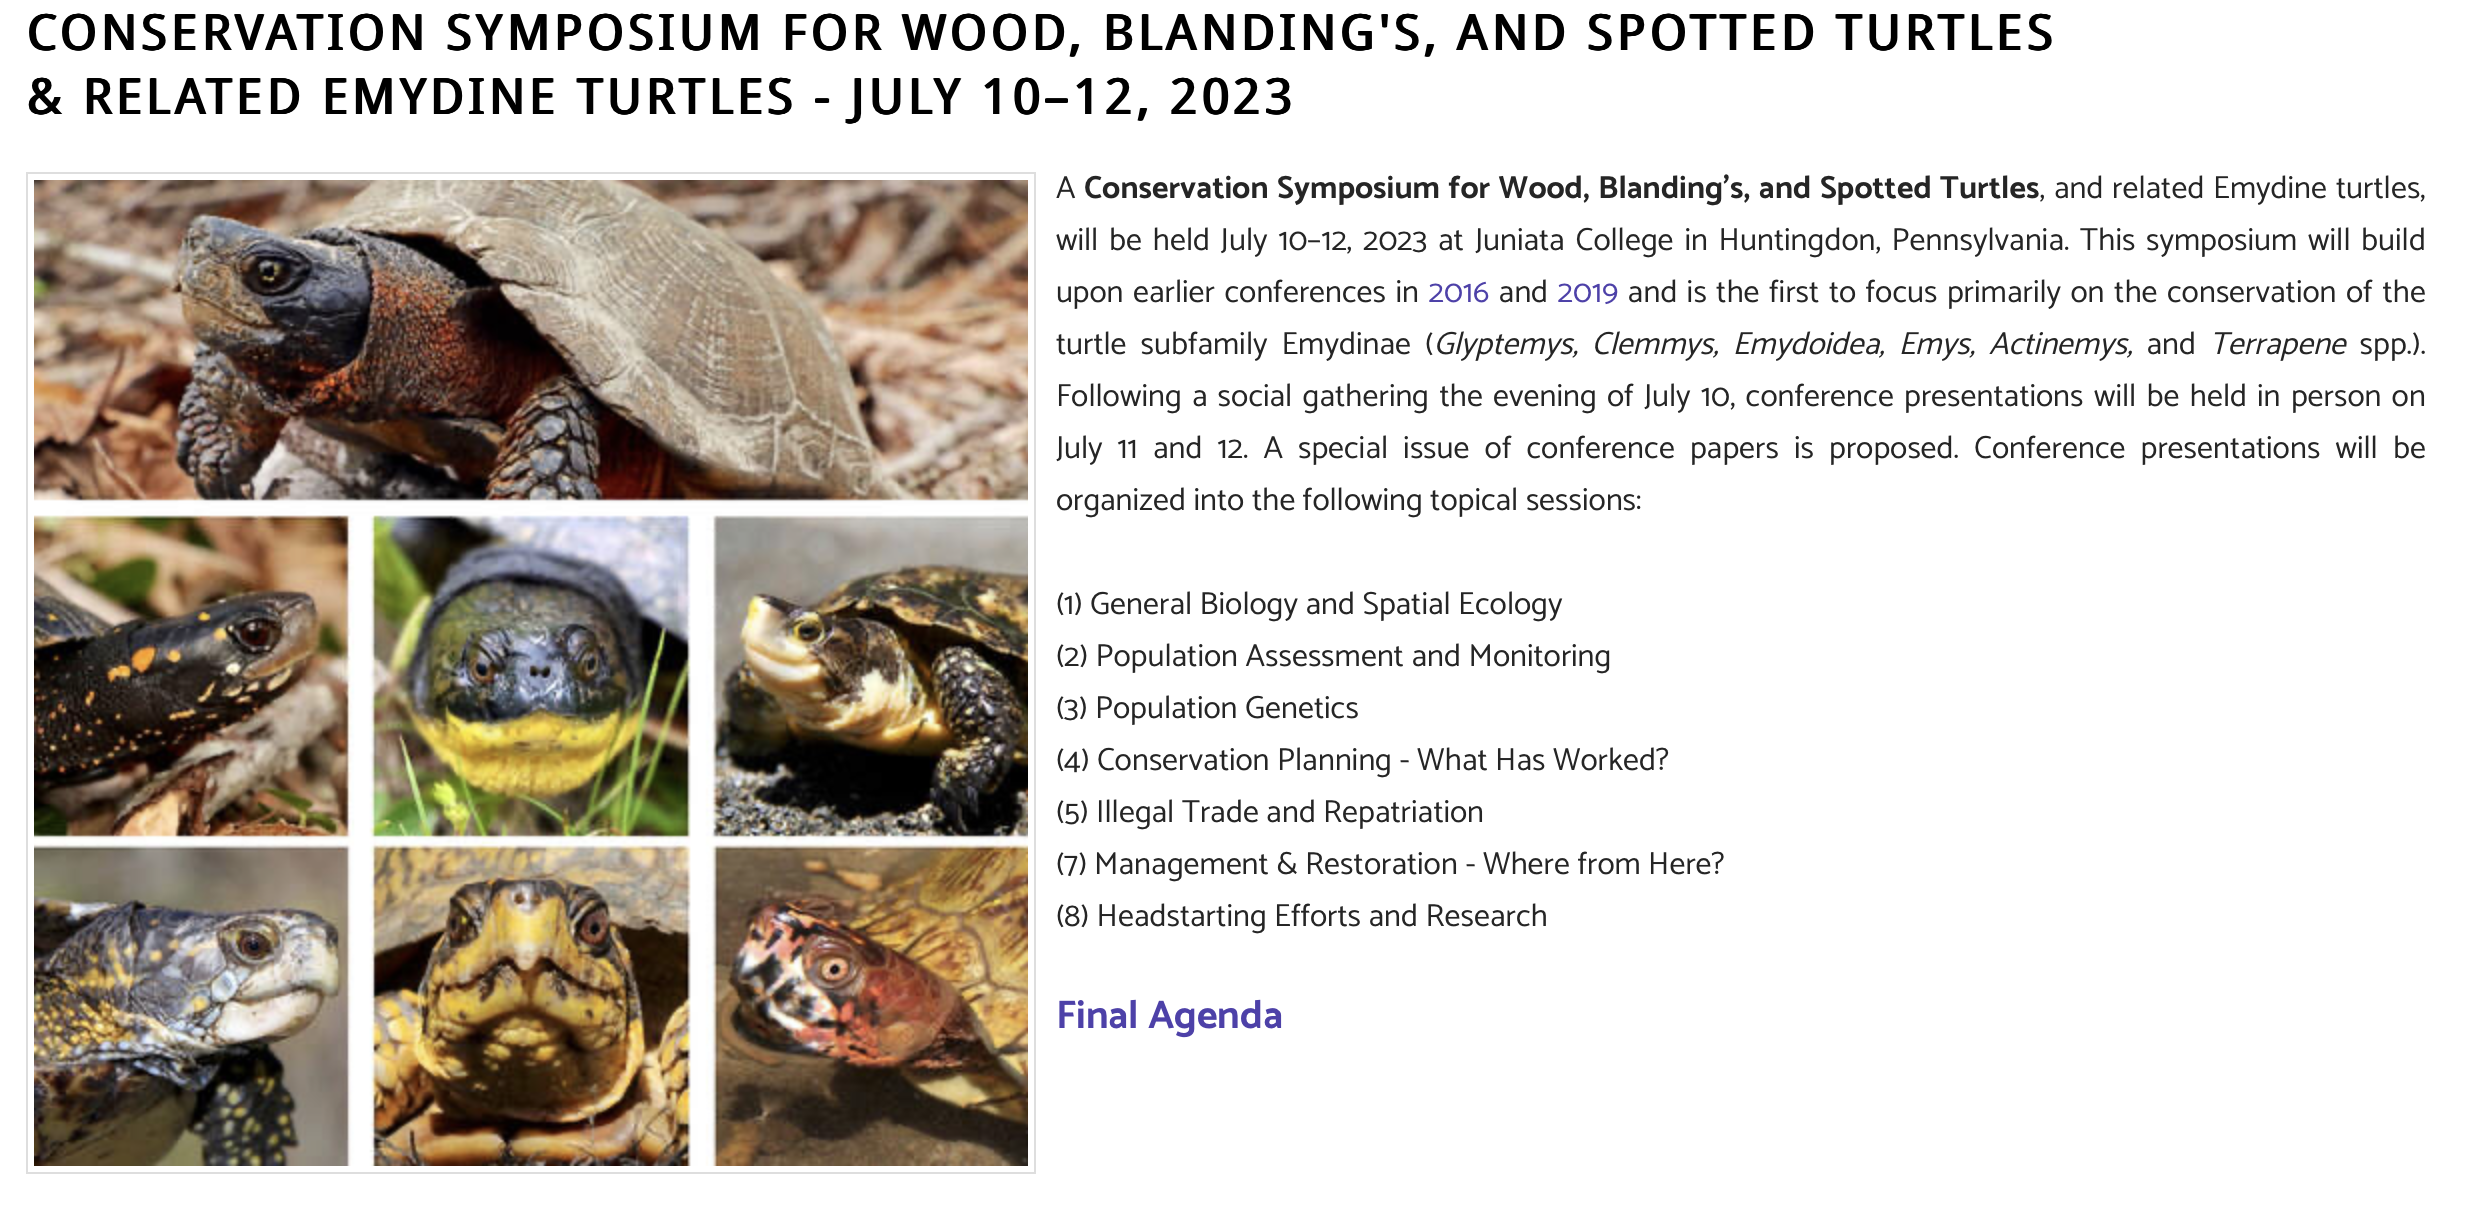 CONSERVATION SYMPOSIUM FOR WOOD, BLANDING'S, AND SPOTTED TURTLES
& RELATED EMYDINE TURTLES - JULY 10–12, 2023
A Conservation Symposium for Wood, Blanding’s, and Spotted Turtles, and related Emydine turtles,
will be held July 10–12, 2023 at Juniata College in Huntingdon, Pennsylvania. This symposium will build
upon earlier conferences in 2016 and 2019 and is the first to focus primarily on the conservation of the
turtle subfamily Emydinae (Glyptemys, Clemmys, Emydoidea, Emys, Actinemys, and Terrapene spp.).
Following a social gathering the evening of July 10, conference presentations will be held in person on
July 11 and 12. A special issue of conference papers is proposed. Conference presentations will be
organized into the following topical sessions:
(1) General Biology and Spatial Ecology
(2) Population Assessment and Monitoring
(3) Population Genetics
(4) Conservation Planning - What Has Worked?
(5) Illegal Trade and Repatriation
(7) Management & Restoration - Where from Here?
(8) Headstarting Efforts and Research
Final Agenda